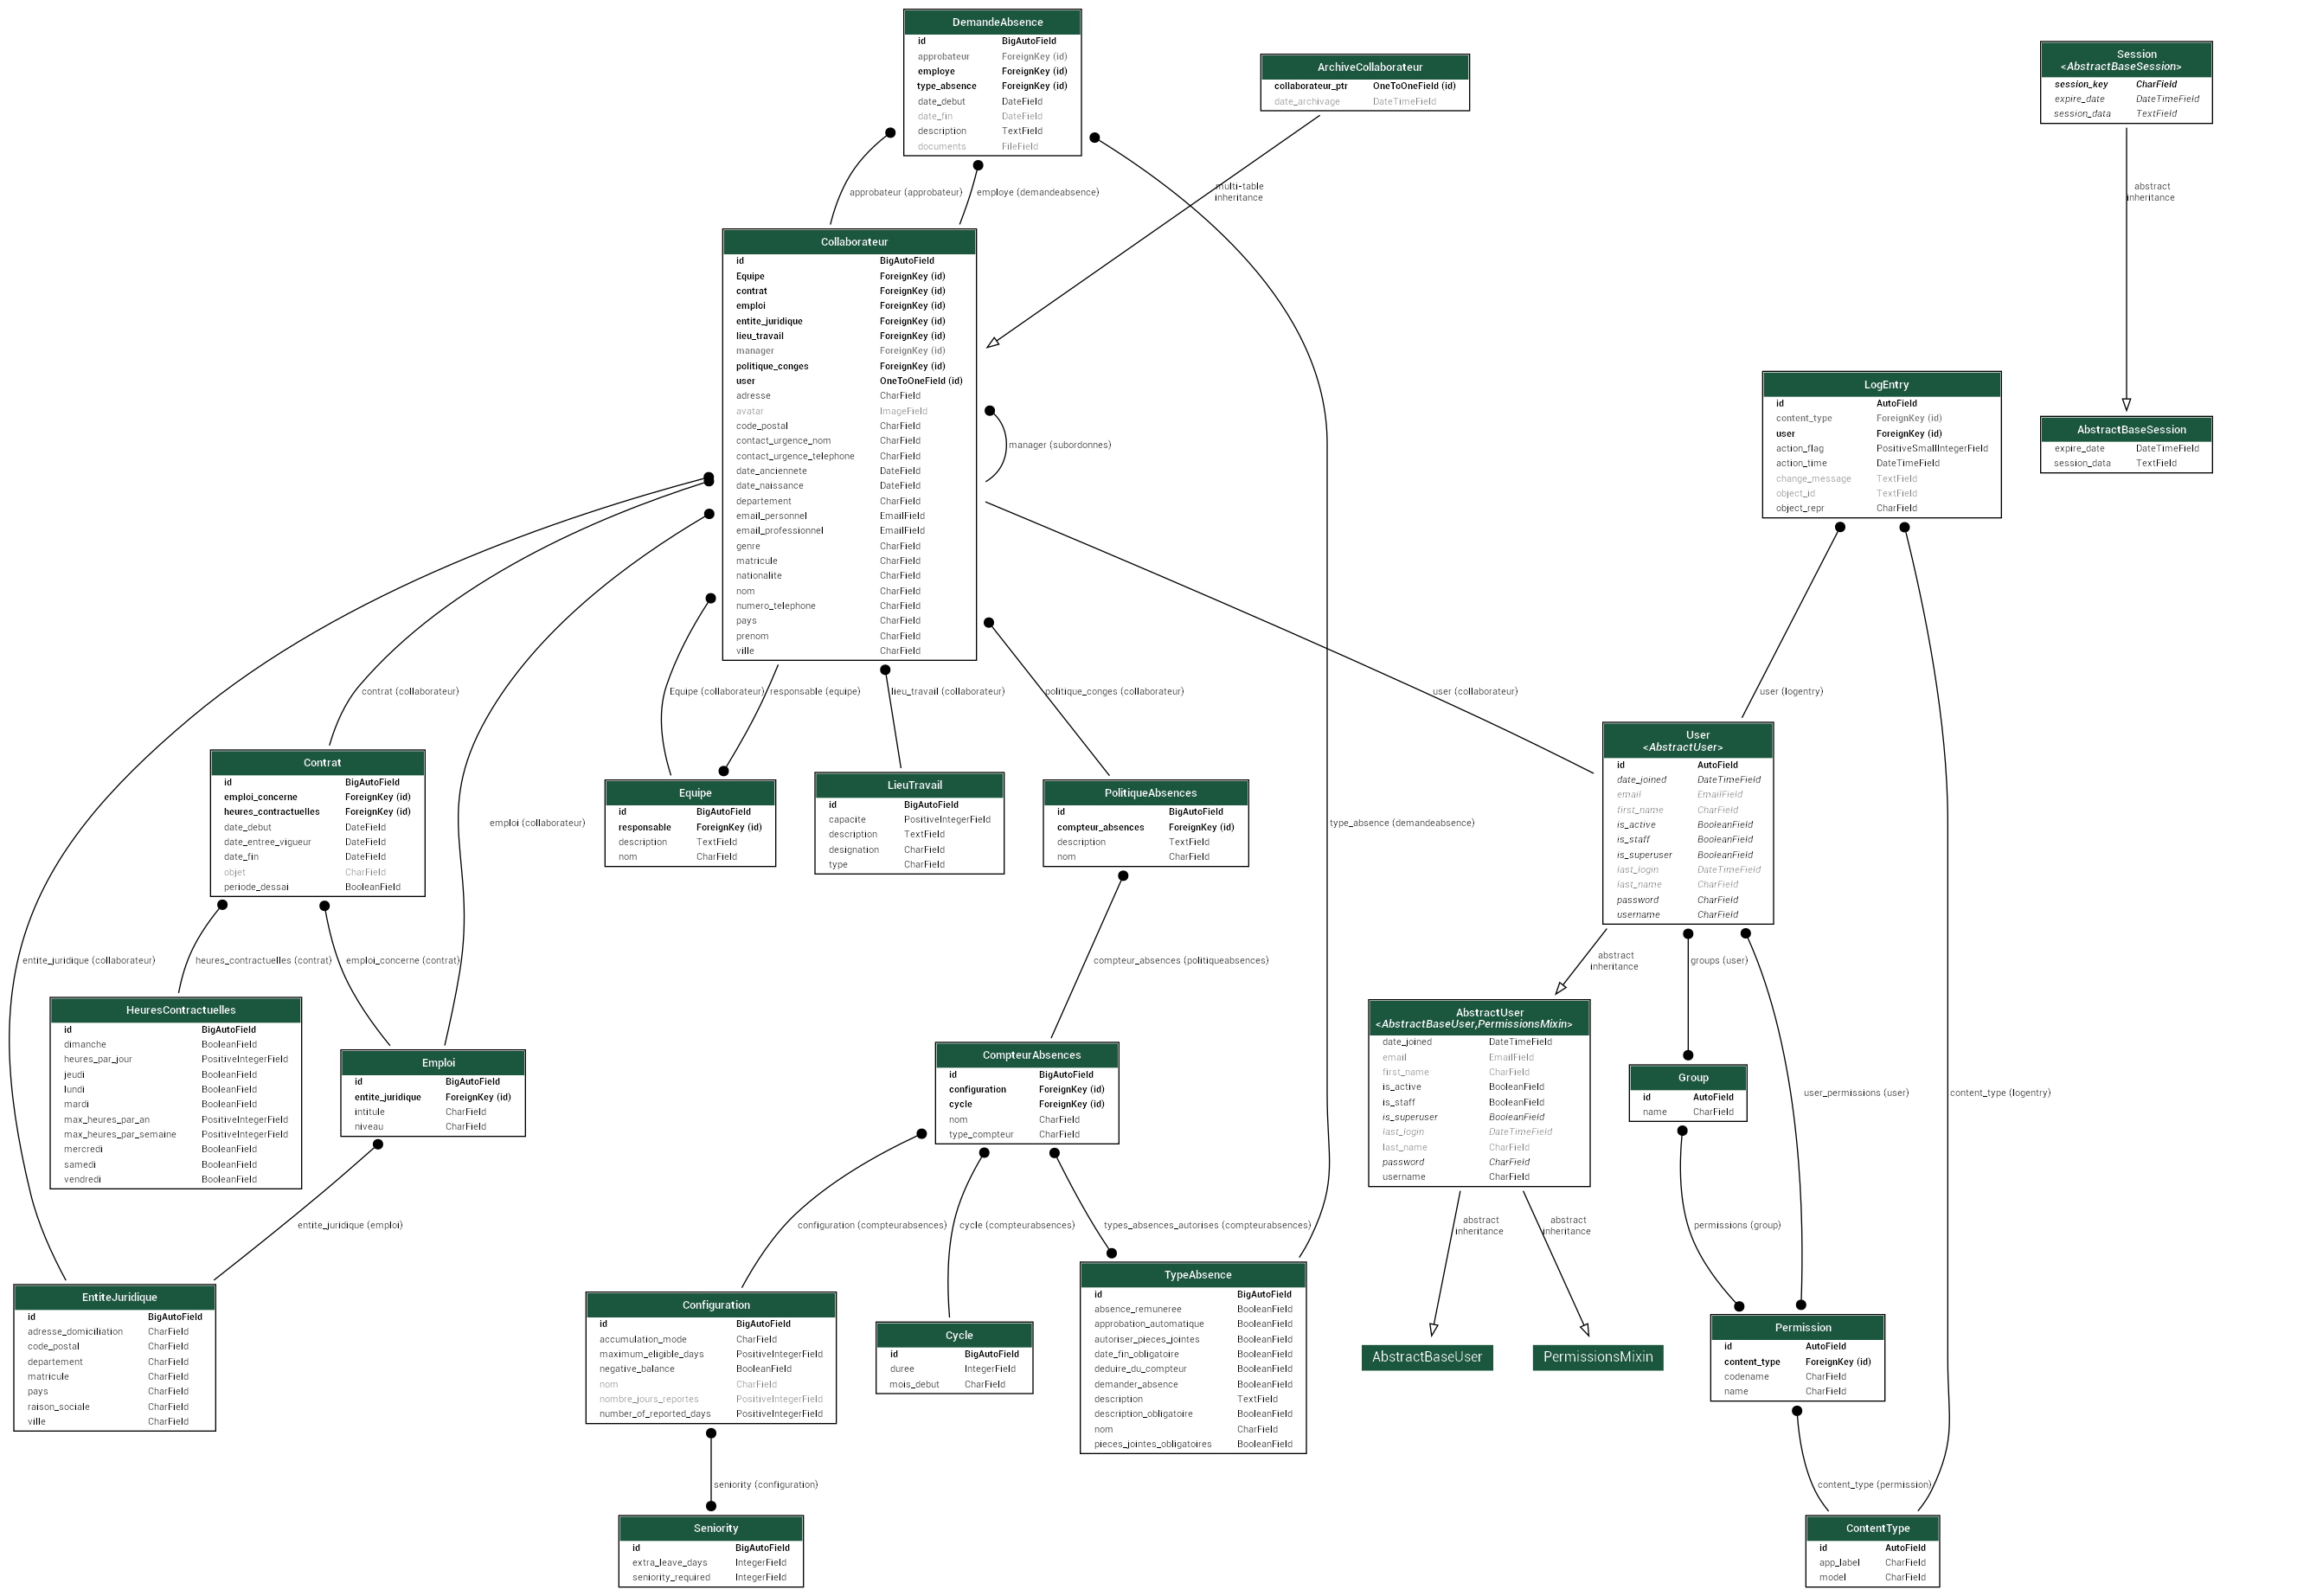 DemandeAbsence
id BigAutoField
approbateur ForeignKey (id)
employe ForeignKey (id)
type_absence ForeignKey (id)
date_debut DateField
date_fin DateField
description TextField
documents FileField
ArchiveCollaborateur
collaborateur_ptr OneToOneField (id)
date_archivage DateTimeField
Session
<AbstractBaseSession>
session_key CharField
expire_date DateTimeField
session_data TextField
approbateur (approbateur)
employe (demandeabsence)
multi-table
inheritance
abstract
inheritance
Collaborateur
id BigAutoField
Equipe ForeignKey (id)
contrat ForeignKey (id)
emploi ForeignKey (id)
entite_juridique ForeignKey (id)
lieu_travail ForeignKey (id)
manager ForeignKey (id)
politique_conges ForeignKey (id)
user OneToOneField (id)
adresse CharField
avatar ImageField
code_postal CharField
contact_urgence_nom CharField
contact_urgence_telephone CharField
date_anciennete DateField
date_naissance DateField
departement CharField
email_personnel EmailField
email_professionnel EmailField
genre CharField
matricule CharField
nationalite CharField
nom CharField
numero_telephone CharField
pays CharField
prenom CharField
ville CharField
manager (subordonnes)
LogEntry
id AutoField
content_type ForeignKey (id)
user ForeignKey (id)
action_flag PositiveSmallIntegerField
action_time DateTimeField
change_message TextField
object_id TextField
object_repr CharField
AbstractBaseSession
expire_date DateTimeField
session_data TextField
contrat (collaborateur)
Equipe (collaborateur)
responsable (equipe)
lieu_travail (collaborateur)
politique_conges (collaborateur)
user (collaborateur)
user (logentry)
Contrat
id BigAutoField
emploi_concerne ForeignKey (id)
heures_contractuelles ForeignKey (id)
date_debut DateField
date_entree_vigueur DateField
date_fin DateField
objet CharField
periode_dessai BooleanField
emploi (collaborateur)
Equipe
id BigAutoField
responsable ForeignKey (id)
description TextField
nom CharField
LieuTravail
id BigAutoField
capacite PositiveIntegerField
description TextField
designation CharField
type CharField
PolitiqueAbsences
id BigAutoField
compteur_absences ForeignKey (id)
description TextField
nom CharField
type_absence (demandeabsence)
User
<AbstractUser>
id AutoField
date_joined DateTimeField
email EmailField
first_name CharField
is_active BooleanField
is_staff BooleanField
is_superuser BooleanField
last_login DateTimeField
last_name CharField
password CharField
username CharField
entite_juridique (collaborateur)
heures_contractuelles (contrat)
emploi_concerne (contrat)
compteur_absences (politiqueabsences)
abstract
inheritance
groups (user)
HeuresContractuelles
id BigAutoField
dimanche BooleanField
heures_par_jour PositiveIntegerField
jeudi BooleanField
lundi BooleanField
mardi BooleanField
max_heures_par_an PositiveIntegerField
max_heures_par_semaine PositiveIntegerField
mercredi BooleanField
samedi BooleanField
vendredi BooleanField
Emploi
id BigAutoField
entite_juridique ForeignKey (id)
intitule CharField
niveau CharField
CompteurAbsences
id BigAutoField
configuration ForeignKey (id)
cycle ForeignKey (id)
nom CharField
type_compteur CharField
AbstractUser
<AbstractBaseUser,PermissionsMixin>
date_joined DateTimeField
email EmailField
first_name CharField
is_active BooleanField
is_staff BooleanField
is_superuser BooleanField
last_login DateTimeField
last_name CharField
password CharField
username CharField
Group
id AutoField
name CharField
user_permissions (user)
content_type (logentry)
entite_juridique (emploi)
configuration (compteurabsences)
cycle (compteurabsences)
types_absences_autorises (compteurabsences)
abstract
inheritance
abstract
inheritance
permissions (group)
EntiteJuridique
id BigAutoField
adresse_domiciliation CharField
code_postal CharField
departement CharField
matricule CharField
pays CharField
raison_sociale CharField
ville CharField
Configuration
id BigAutoField
accumulation_mode CharField
maximum_eligible_days PositiveIntegerField
negative_balance BooleanField
nom CharField
nombre_jours_reportes PositiveIntegerField
number_of_reported_days PositiveIntegerField
Cycle
id BigAutoField
duree IntegerField
mois_debut CharField
TypeAbsence
id BigAutoField
absence_remuneree BooleanField
approbation_automatique BooleanField
autoriser_pieces_jointes BooleanField
date_fin_obligatoire BooleanField
deduire_du_compteur BooleanField
demander_absence BooleanField
description TextField
description_obligatoire BooleanField
nom CharField
pieces_jointes_obligatoires BooleanField
AbstractBaseUser
PermissionsMixin
Permission
id AutoField
content_type ForeignKey (id)
codename CharField
name CharField
seniority (configuration)
content_type (permission)
Seniority
id BigAutoField
extra_leave_days IntegerField
seniority_required IntegerField
ContentType
id AutoField
app_label CharField
model CharField